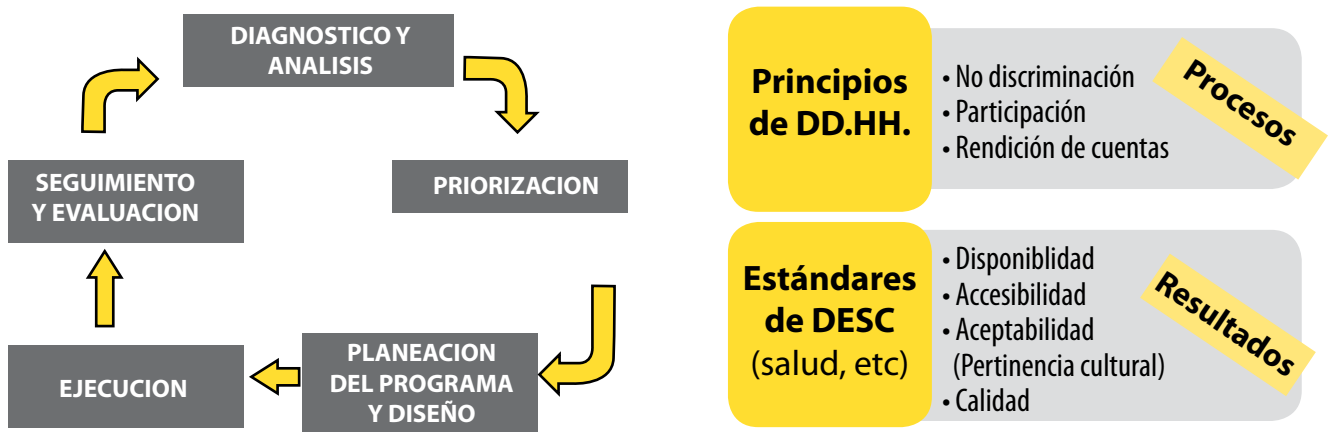 DIAGNOSTICO Y
ANALISIS
PRIORIZACION
PLANEACION
DEL PROGRAMA
Y DISEÑO
EJECUCION
SEGUIMIENTO
Y EVALUACION
Principios
de DD.HH.
• No discriminación
• Participación
• Rendición de cuentas
Procesos
Estándares
de DESC
(salud, etc)
• Disponiblidad
• Accesibilidad
• Aceptabilidad
(Pertinencia cultural)
• Calidad
Resultados